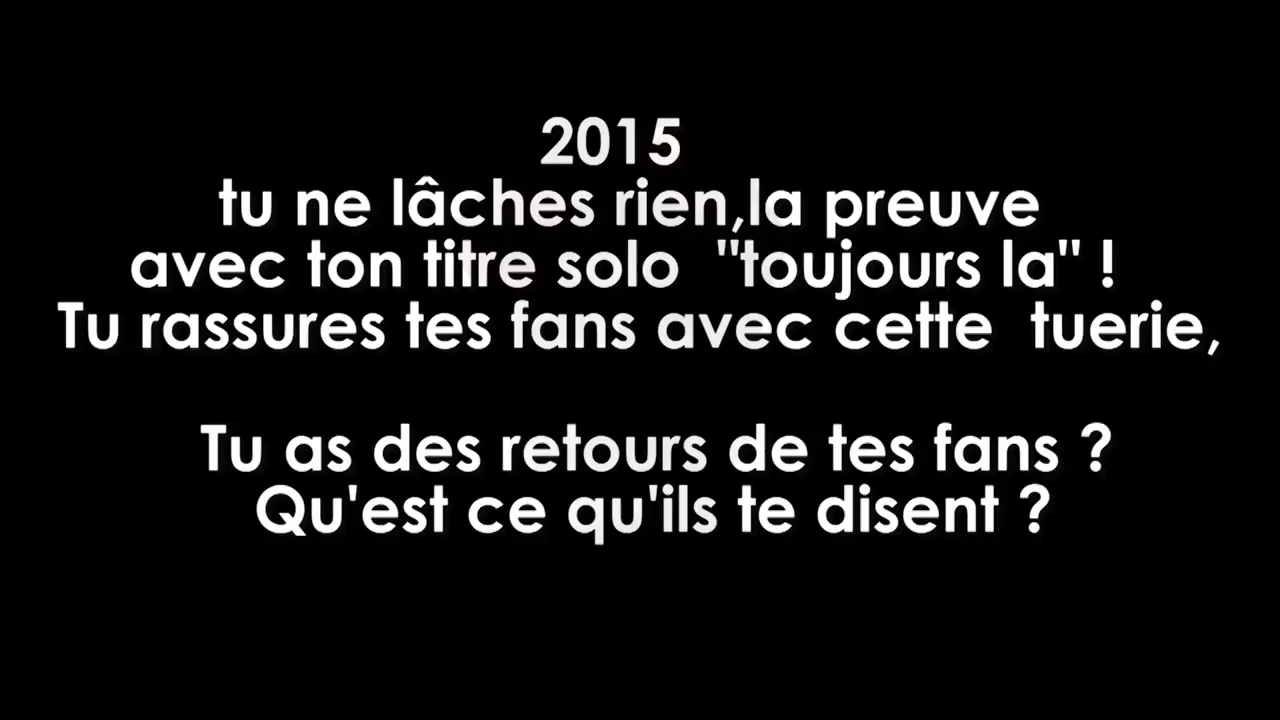 2015
tu ne lâches rien,la preuve
avec ton titre solo  "toujours la" !
Tu rassures tes fans avec cette  tuerie,
Tu as des retours de tes fans ?
Qu'est ce qu'ils te disent ?